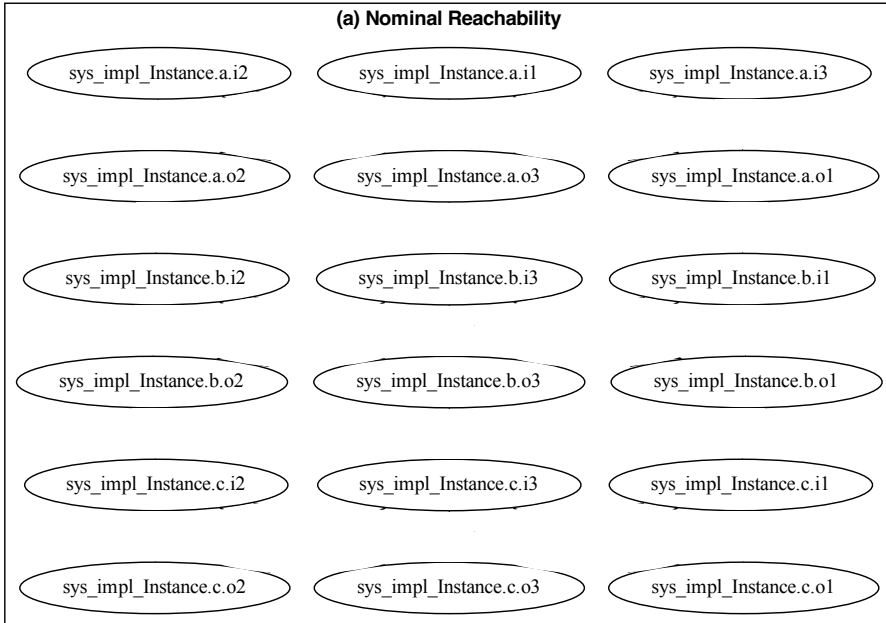 (a) Nominal Reachability
sys_impl_Instance.a.i2 sys_impl_Instance.a.i1 sys_impl_Instance.a.i3
sys_impl_Instance.a.o2 sys_impl_Instance.a.o3 sys_impl_Instance.a.o1
sys_impl_Instance.b.i2 sys_impl_Instance.b.i3 sys_impl_Instance.b.i1
sys_impl_Instance.b.o2 sys_impl_Instance.b.o3 sys_impl_Instance.b.o1
sys_impl_Instance.c.i2 sys_impl_Instance.c.i3 sys_impl_Instance.c.i1
sys_impl_Instance.c.o2 sys_impl_Instance.c.o3 sys_impl_Instance.c.o1